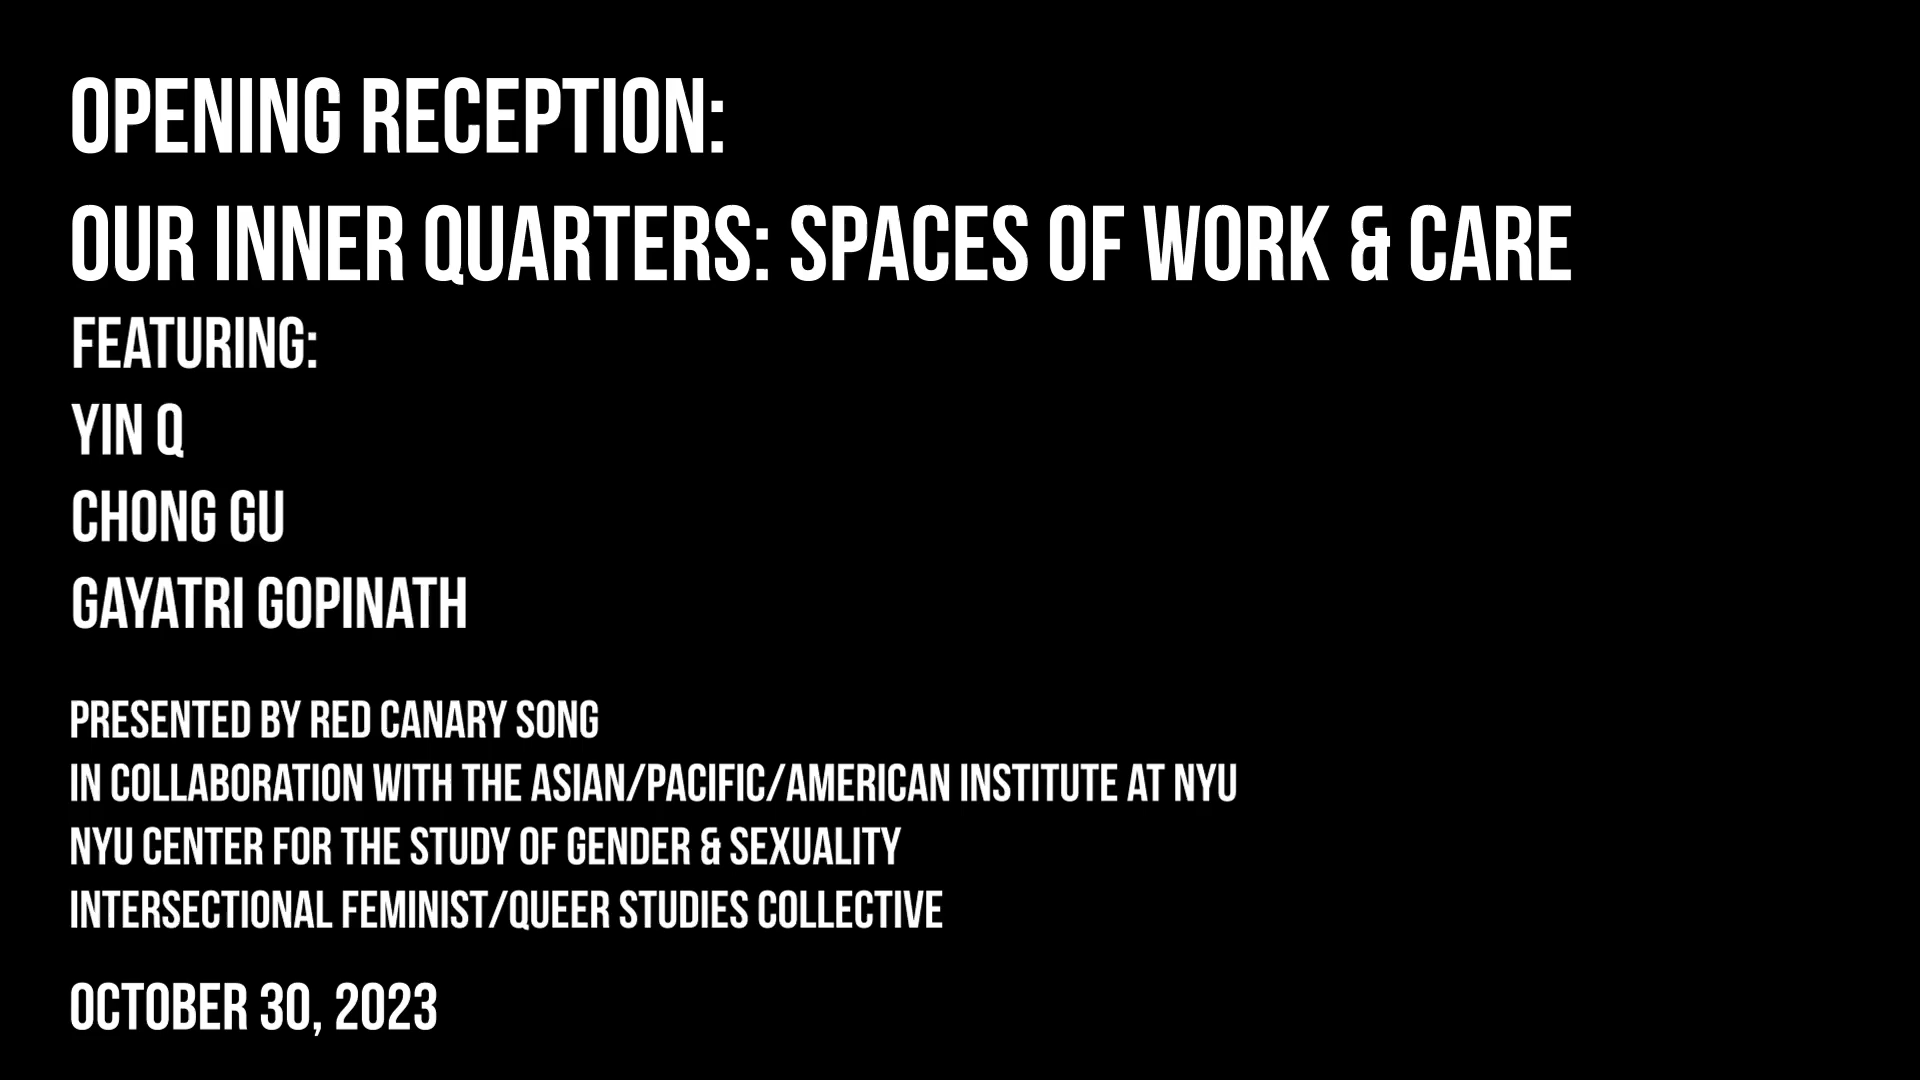 OPENING RECEPTION:
OUR INNER QUARTERS: SPACES OF WORK & CARE
FEATURING:
YIN Q
CHONG GU
GAYATRI GOPINATH
PRESENTED BY RED CANARY SONG
IN COLLABORATION WITH THE ASIAN/PACIFIC/AMERICAN INSTITUTE AT NYU
NYU CENTER FOR THE STUDY OF GENDER & SEXUALITY
INTERSECTIONAL FEMINIST/QUEER STUDIES COLLECTIVE
OCTOBER 30, 2023